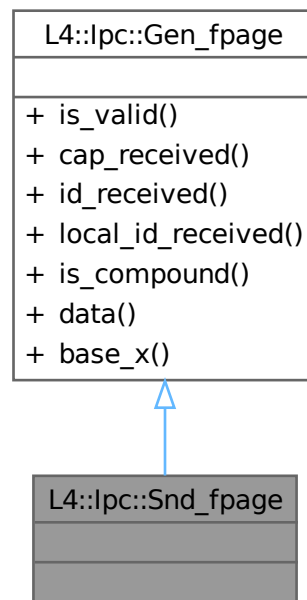 L4::Ipc::Gen_fpage
+ is_valid()
+ cap_received()
+ id_received()
+ local_id_received()
+ is_compound()
+ data()
+ base_x()
L4::Ipc::Snd_fpage